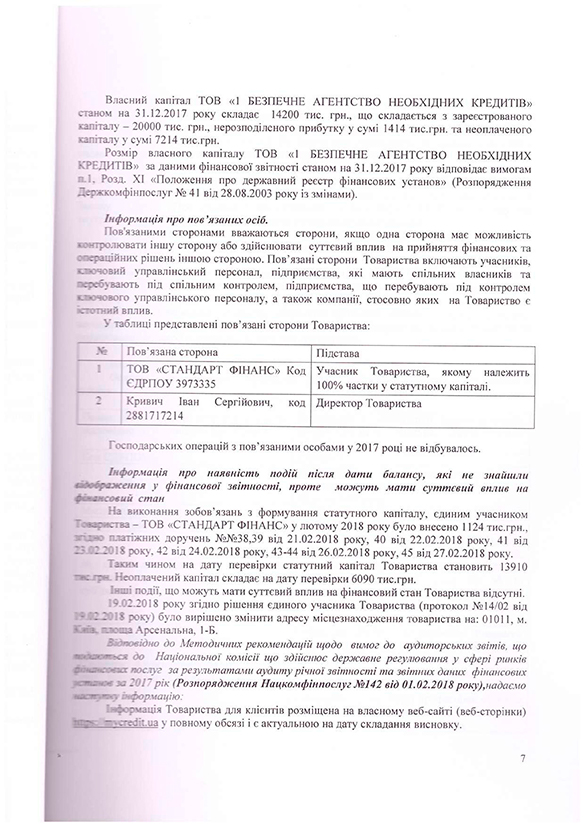 Власний капітал ТОВ «1 БЕЗПЕЧНЕ АГЕНТСТВО НЕОБХІДНИХ КРЕДИТІВ»
станом на 31.12.2017 року складає 14200 тис. грн., що складається з зареєстрованого
капіталу – 20000 тис. грн., нерозподіленого прибутку у сумі 1414 тис.грн. та неоплаченого
капіталу у сумі 7214 тис.грн.
Розмір власного капіталу ТОВ «1 БЕЗПЕЧНЕ АГЕНТСТВО НЕОБХІДНИХ
КРЕДИТІВ» за даними фінансової звітності станом на 31.12.2017 року відповідає вимогам
п.1, Розд. XI «Положення про державний реєстр фінансових установ» (Розпорядження
Держкомфінпослуг № 41 від 28.08.2003 року із змінами).
Інформація про пов’язаних осіб.
Пов'язаними сторонами вважаються сторони, якщо одна сторона має можливість
контролювати іншу сторону або здійснювати суттєвий вплив на прийняття фінансових та
операційних рішень іншою стороною. Пов’язані сторони Товариства включають учасників,
ключовий управлінський персонал, підприємства, які мають спільних власників та
перебувають під спільним контролем, підприємства, що перебувають під контролем
ключового управлінського персоналу, а також компанії, стосовно яких на Товариство є
істотний вплив.
У таблиці представлені пов’язані сторони Товариства:
№ Пов’язана сторона Підстава
1 ТОВ «СТАНДАРТ ФІНАНС» Код Учасник Товариства, якому належить
ЄДРПОУ 3973335 100% частки у статутному капіталі.
2 Кривич Іван Сергійович, код Директор Товариства
2881717214
Господарських операцій з пов’язаними особами у 2017 році не відбувалось.
Інформація про наявність подій після дати балансу, які не знайшли
відображення у фінансової звітності, проте можуть мати суттєвий вплив на
фінансовий стан
На виконання зобов’язань з формування статутного капіталу, єдиним учасником
Товариства – ТОВ «СТАНДАРТ ФІНАНС» у лютому 2018 року було внесено 1124 тис.грн.,
згідно платіжних доручень №№38,39 від 21.02.2018 року, 40 від 22.02.2018 року, 41 від
23.02.2018 року, 42 від 24.02.2018 року, 43-44 від 26.02.2018 року, 45 від 27.02.2018 року.
Таким чином на дату перевірки статутний капітал Товариства становить 13910
тис.грн. Неоплачений капітал складає на дату перевірки 6090 тис.грн.
Інші події, що можуть мати суттєвий вплив на фінансовий стан Товариства відсутні.
19.02.2018 року згідно рішення єдиного учасника Товариства (протокол №14/02 від
19.02.2018 року) було вирішено змінити адресу місцезнаходження товариства на: 01011, м.
Київ, площа Арсенальна, 1-Б.
Відповідно до Методичних рекомендацій щодо вимог до аудиторських звітів, що
подаються до Національної комісії що здійснює державне регулювання у сфері ринків
фінансових послуг за результатами аудиту річної звітності та звітних даних фінансових
установ за 2017 рік (Розпорядження Нацкомфінпослуг №142 від 01.02.2018 року),надаємо
наступну інформацію:
Інформація Товариства для клієнтів розміщена на власному веб-сайті (веб-сторінки)
https://mycredit.ua у повному обсязі і є актуальною на дату складання висновку.
7